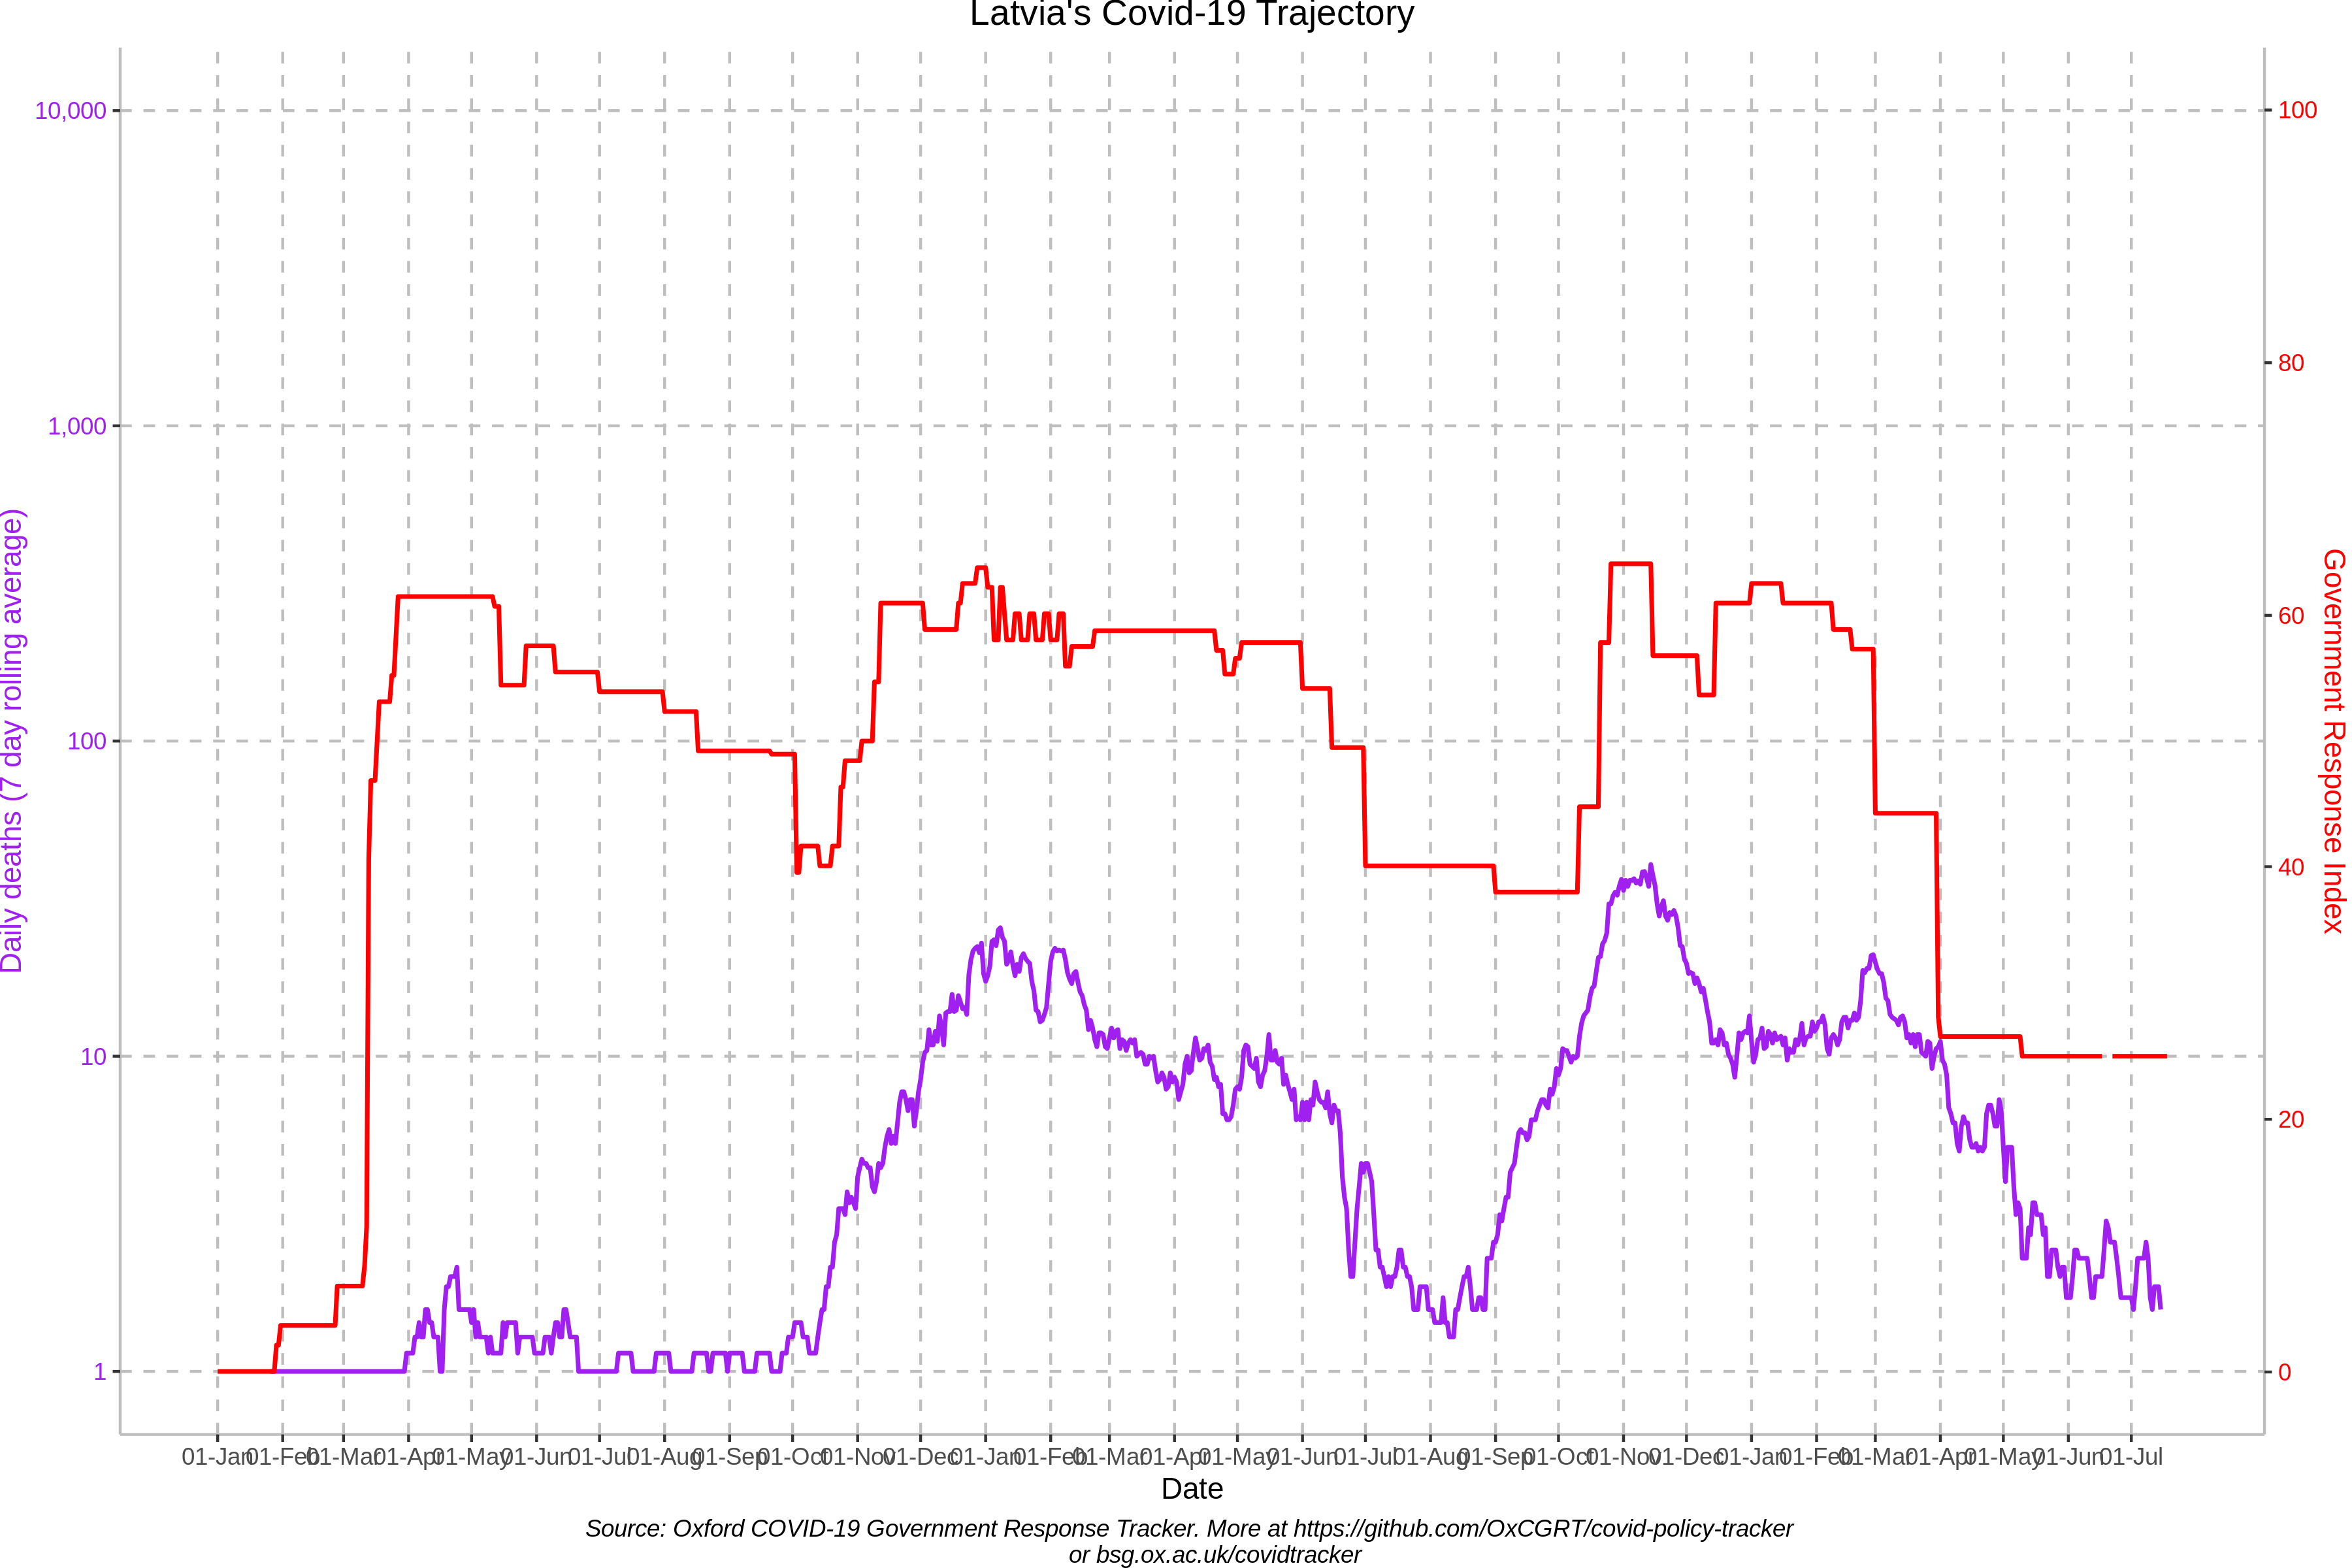 Latvia's Covid-19 Trajectory
10,000
1,000
100
10
1
Daily deaths (7 day rolling average)
100
80
60
40
20
0
Government Response Index
01-Jan 01-Feb 01-Mar 01-Apr 01-May 01-Jun 01-Jul 01-Aug 01-Sep 01-Oct 01-Nov 01-Dec 01-Jan 01-Feb 01-Mar 01-Apr 01-May 01-Jun 01-Jul 01-Aug 01-Sep 01-Oct 01-Nov 01-Dec 01-Jan 01-Feb 01-Mar 01-Apr 01-May 01-Jun 01-Jul
Date
Source: Oxford COVID-19 Government Response Tracker. More at https://github.com/OxCGRT/covid-policy-tracker
or bsg.ox.ac.uk/covidtracker